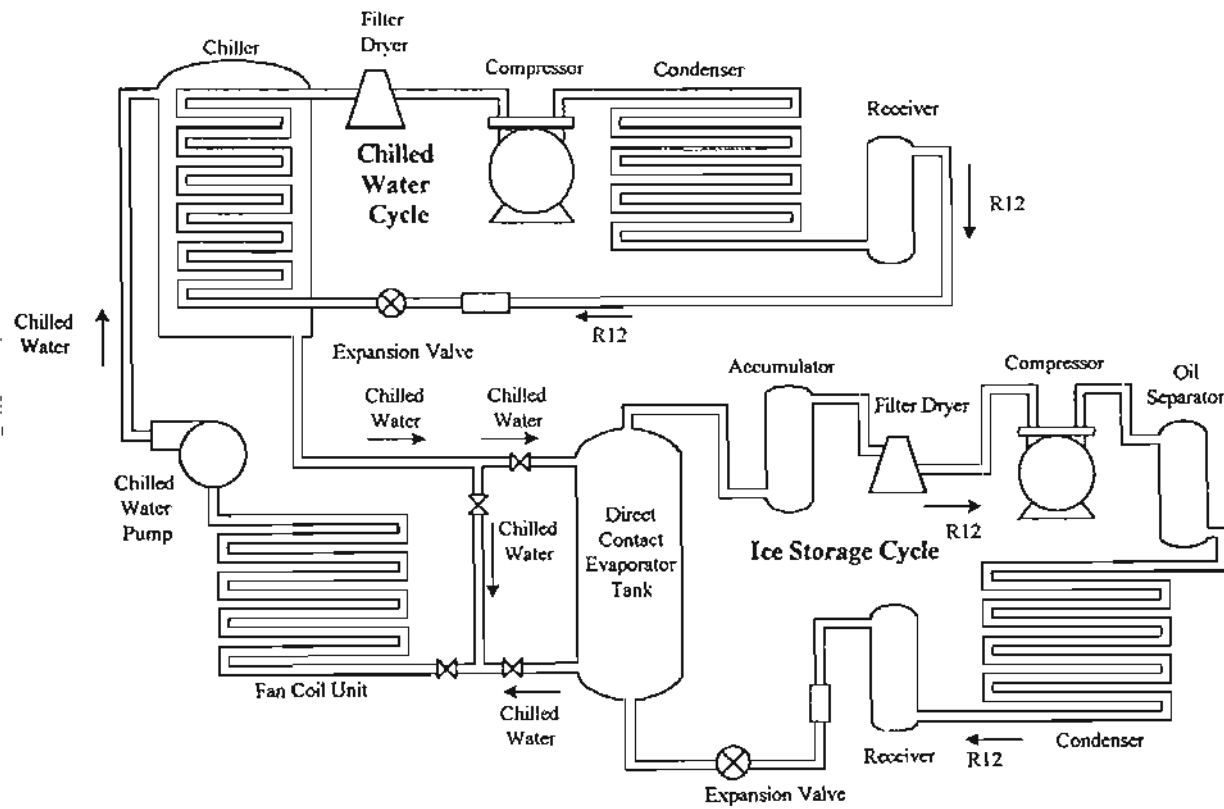 Filter
Dryer
Chiller
Compressor
Condenser
Receiver
Chilled
Water
Cycle
R12
Chilled
Water
Expansion Valve
R12
Chilled
Water
Chilled
Water
Accumulator
Compressor
Oil
Separator
Filter Dryer
Chilled
Water
Pump
Chilled
Water
Direct
Contact
Evaporator
Tank
R12
Ice Storage Cycle
Fan Coil Unit
Chilled
Water
Receiver
R12
Condenser
Expansion Valve